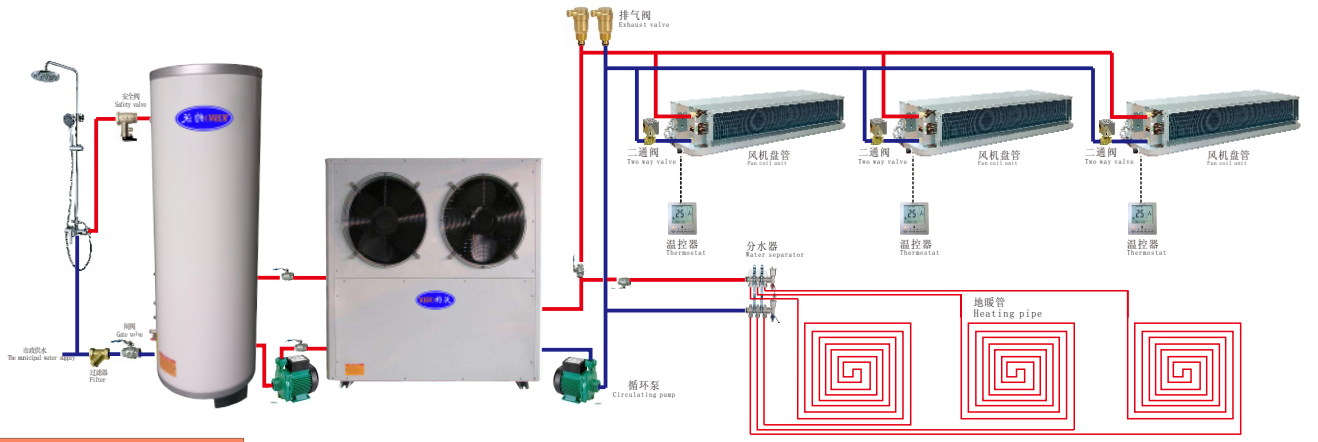 排气阀
Exhaust valve
安全阀
Safety valve
二通阀
Two way valve
风机盘管
Fan coil unit
二通阀
Two way valve
风机盘管
Fan coil unit
二通阀
Two way valve
风机盘管
Fan coil unit
25
25
25
温控器
Thermostat
温控器
Thermostat
温控器
Thermostat
分水器
Water separator
地暖管
Heating pipe
闸阀
Gate valve
市政供水
The municipal water supply
过滤器
Filter
循环泵
Circulating pump